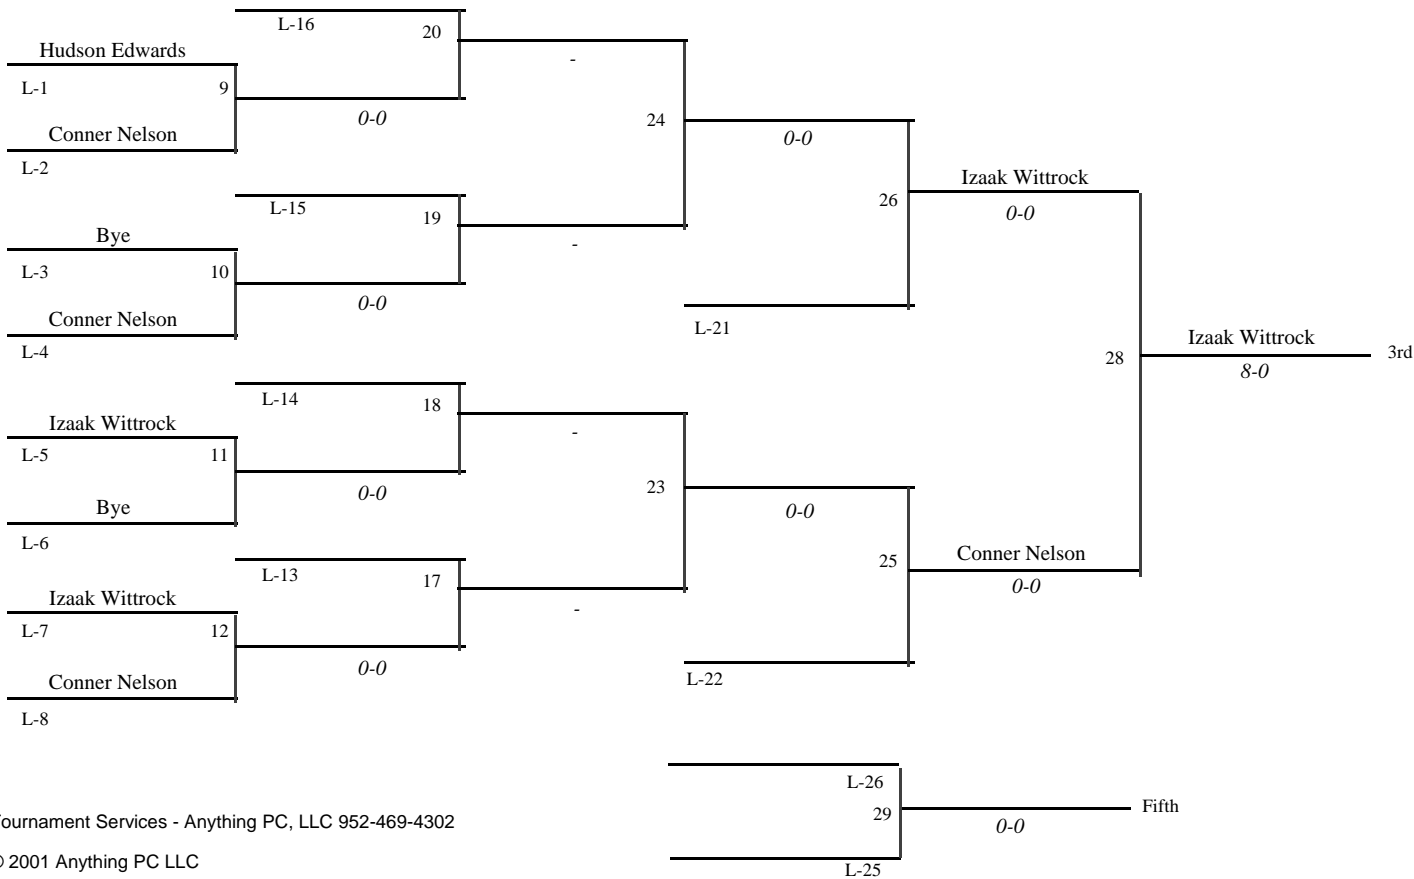 L-16
20
Hudson Edwards
-
L-1
9
0-0
24
0-0
Conner Nelson
L-2
Izaak Wittrock
26
0-0
L-15
19
Bye
-
L-3
10
0-0
Conner Nelson
L-21
L-4
Izaak Wittrock
3rd
28
8-0
L-14
18
Izaak Wittrock
-
L-5
11
0-0
23
0-0
Bye
L-6
Conner Nelson
25
0-0
L-13
17
Izaak Wittrock
-
L-7
12
0-0
Conner Nelson
L-22
L-8
L-26
Fifth
29
0-0
L-25
ournament Services - Anything PC, LLC 952-469-4302
© 2001 Anything PC LLC